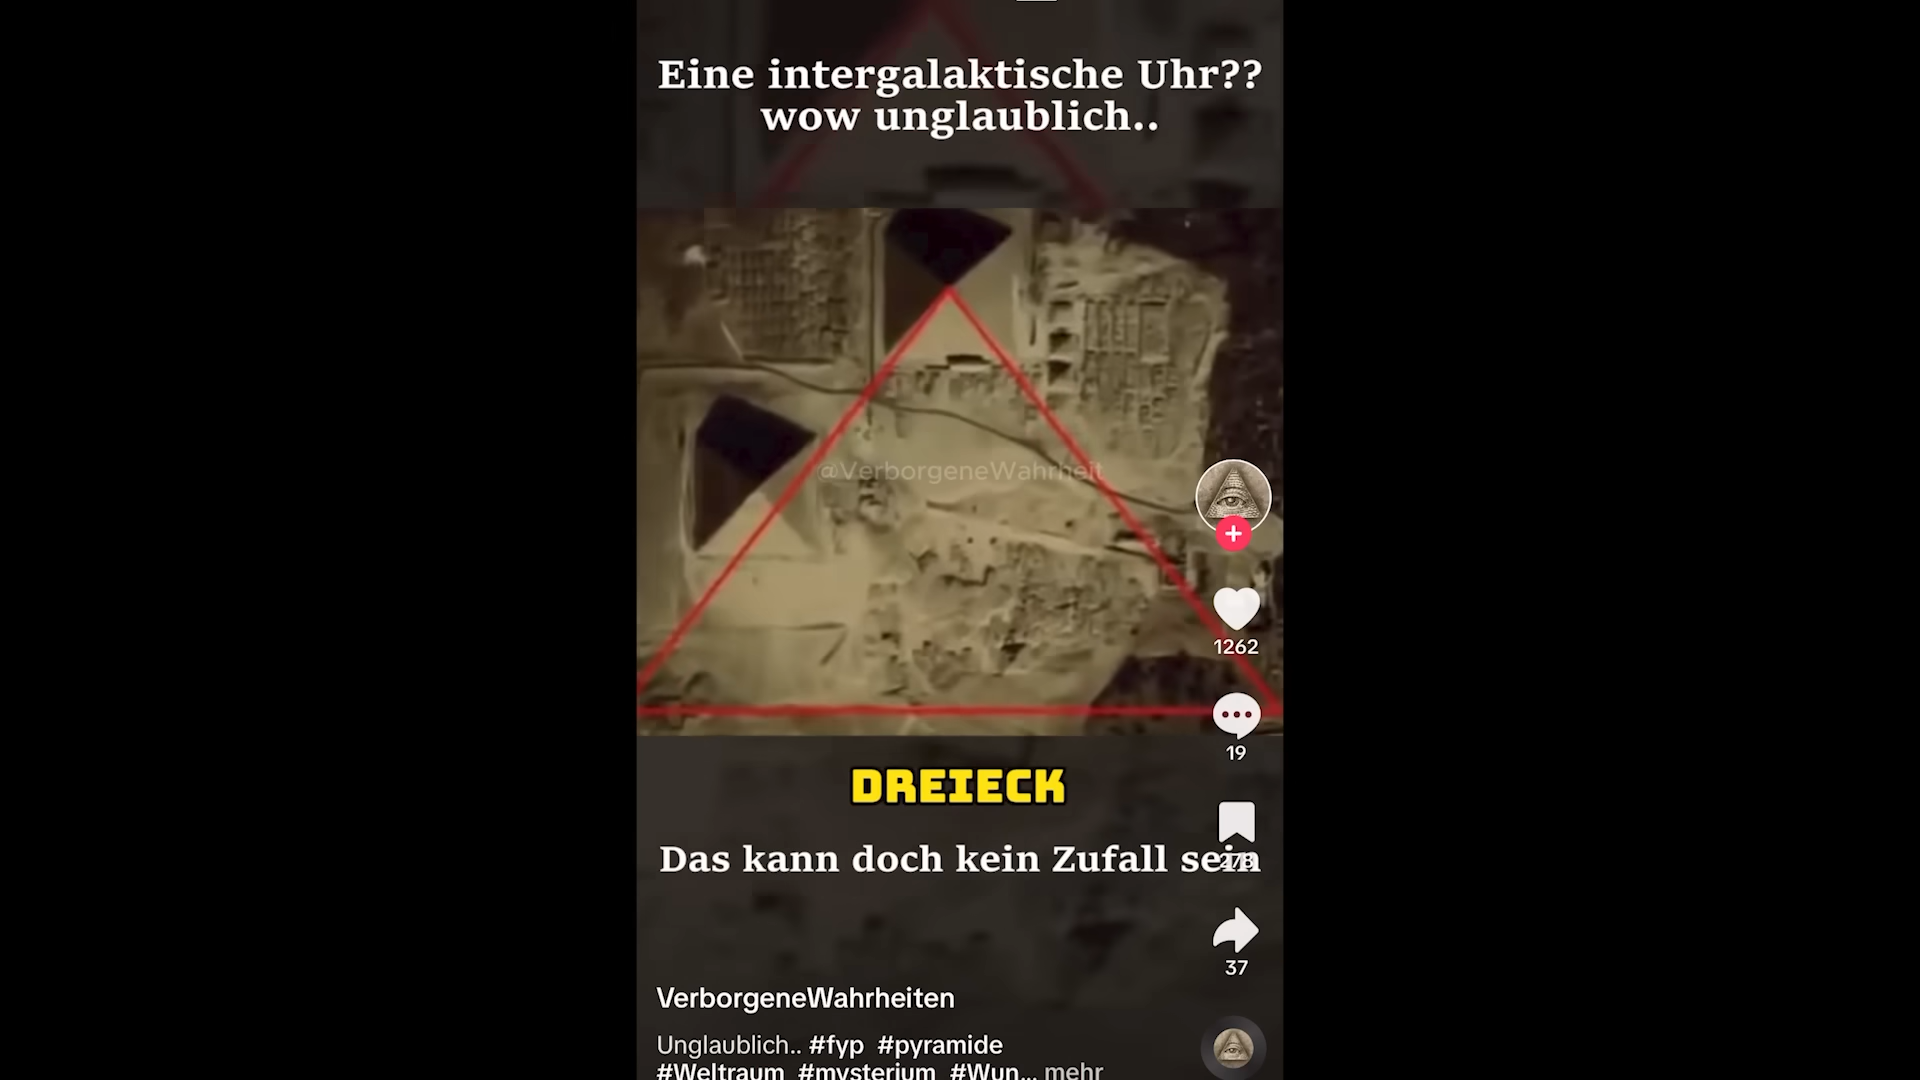 Eine intergalaktische Uhr??
wow unglaublich..
@VerborgeneWahrheit
1262
19
DREIECK
Das kann doch kein Zufall sein
278
37
VerborgeneWahrheiten
Unglaublich.. #fyp #pyramide
#Weltraum #mysterium #Wun... mehr